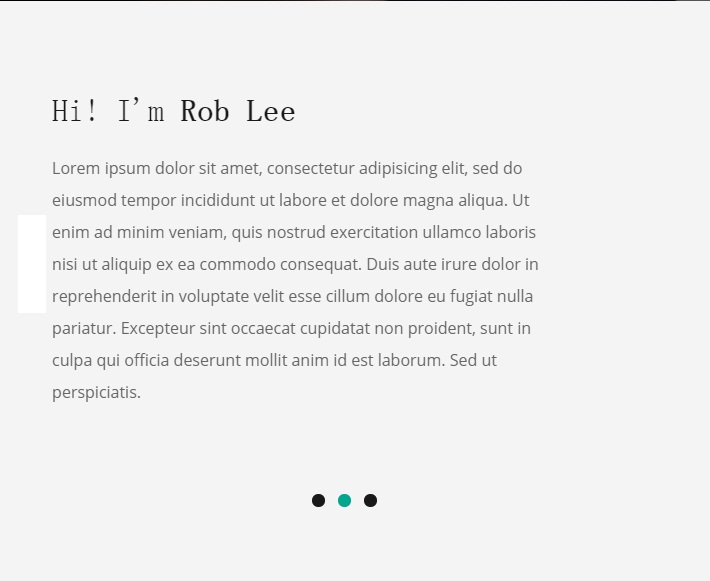 Hi! I'm Rob Lee
Lorem ipsum dolor sit amet, consectetur adipisicing elit, sed do
eiusmod tempor incididunt ut labore et dolore magna aliqua. Ut
enim ad minim veniam, quis nostrud exercitation ullamco laboris
nisi ut aliquip ex ea commodo consequat. Duis aute irure dolor in
reprehenderit in voluptate velit esse cillum dolore eu fugiat nulla
pariatur. Excepteur sint occaecat cupidatat non proident, sunt in
culpa qui officia deserunt mollit anim id est laborum. Sed ut
perspiciatis.